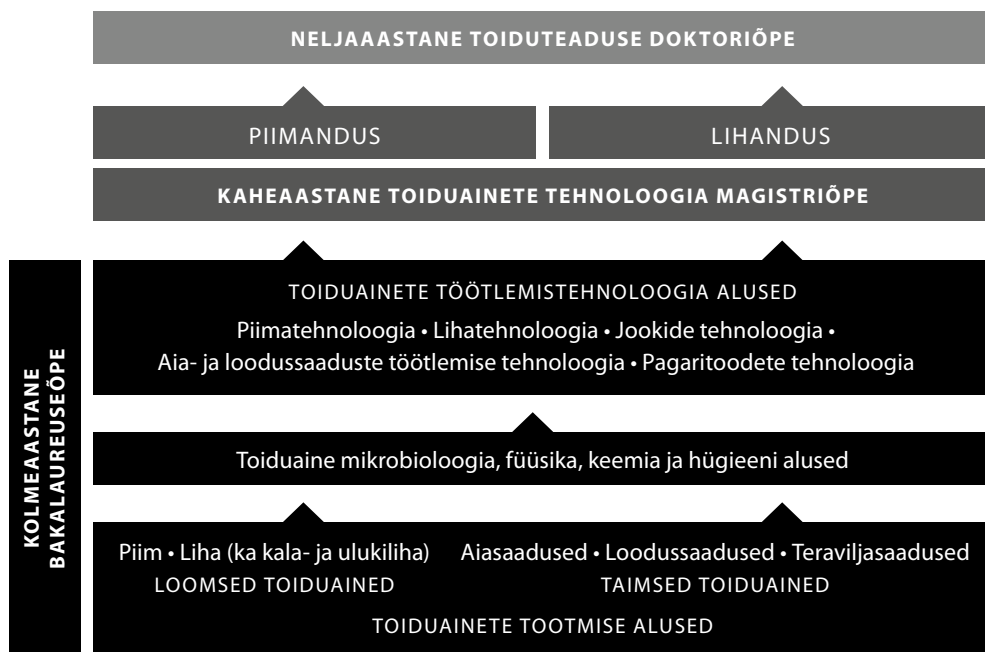 NELJAAASTANE TOIDUTEADUSE DOKTORIÕPE
PIIMANDUS
LIHANDUS
KAHEAASTANE TOIDUAINETE TEHNOLOOGIA MAGISTRIÕPE
KOLMEAASTANE
BAKALAUREUSEÕPE
TOIDUAINETE TÖÖTLEMISTEHNOLOOGIA ALUSED
Piimatehnoloogia • Lihatehnoloogia • Jookide tehnoloogia •
Aia- ja loodussaaduste töötlemise tehnoloogia • Pagaritoodete tehnoloogia
Toiduaine mikrobioloogia, füüsika, keemia ja hügieeni alused
Piim • Liha (ka kala- ja ulukiliha)
LOOMSED TOIDUAINED
Aiasaadused • Loodussaadused • Teraviljasaadused
TAIMSED TOIDUAINED
TOIDUAINETE TOOTMISE ALUSED